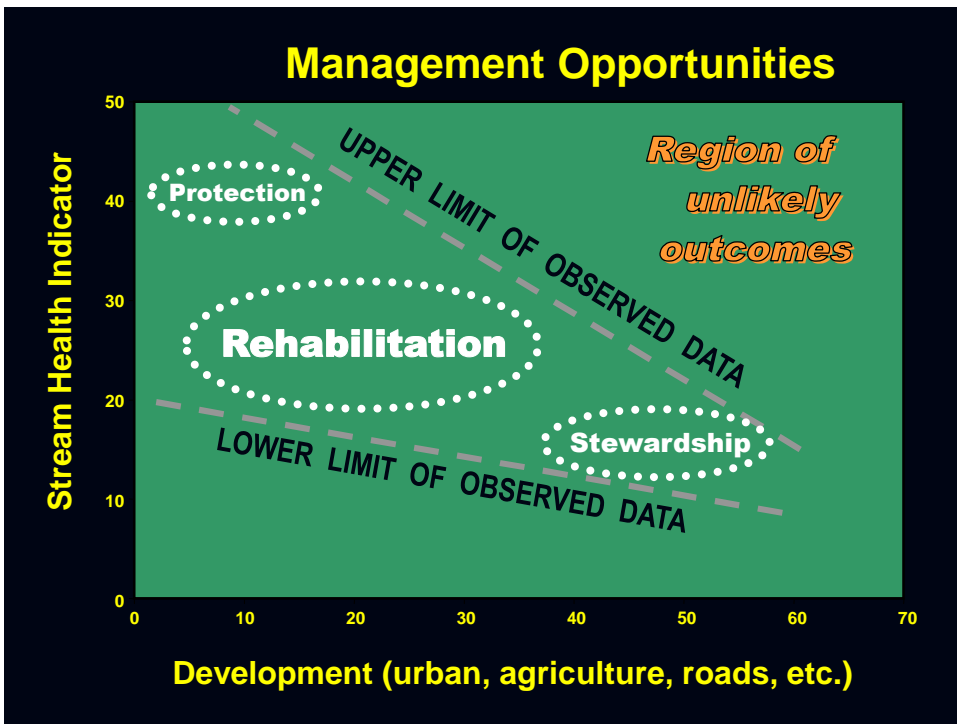 Management Opportunities
Stream Health Indicator
50
40
30
20
10
0
Protection
UPPER LIMIT OF OBSERVED DATA
Region of
unlikely
outcomes
Rehabilitation
Stewardship
LOWER LIMIT OF OBSERVED DATA
0 10 20 30 40 50 60 70
Development (urban, agriculture, roads, etc.)